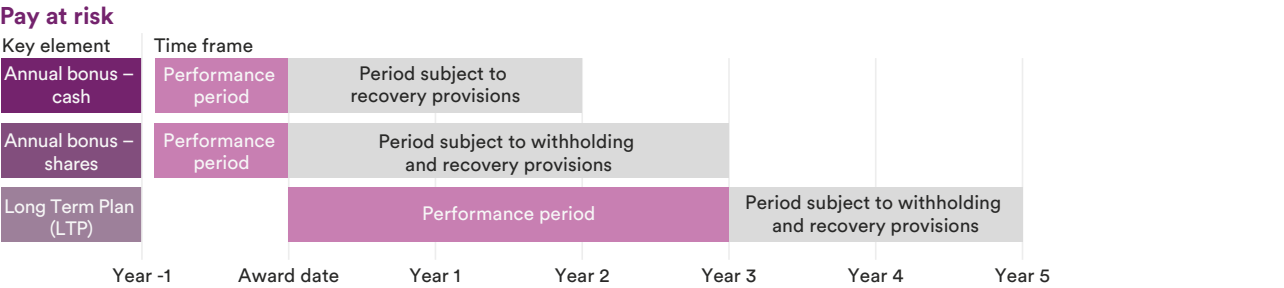 Pay at risk
Key element
Time frame
Annual bonus –
cash
Performance
period
Period subject to
recovery provisions
Annual bonus –
shares
Performance
period
Period subject to withholding
and recovery provisions
Long Term Plan
(LTP)
Performance period
Period subject to withholding
and recovery provisions
Year -1
Award date
Year 1
Year 2
Year 3
Year 4
Year 5